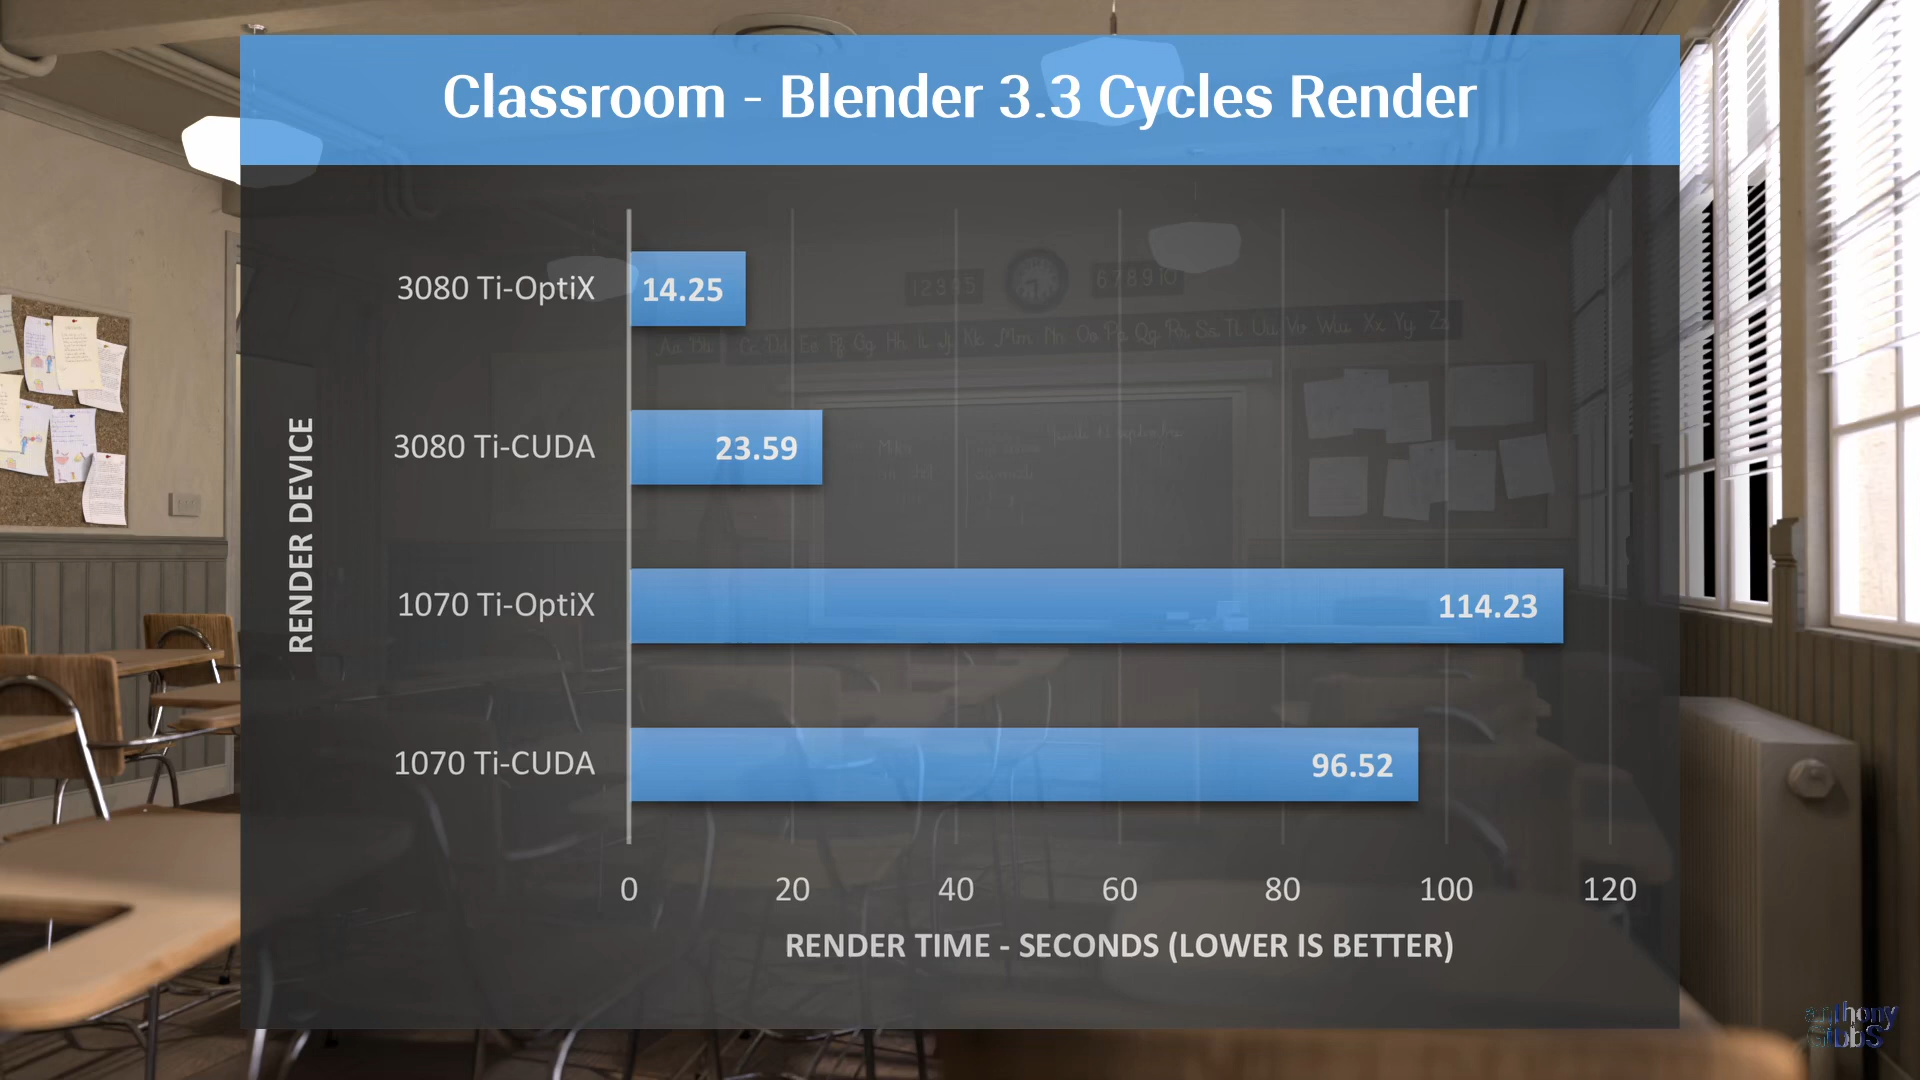 Classroom - Blender 3.3 Cycles Render
RENDER DEVICE
3080 Ti-OptiX
14.25
3080 Ti-CUDA
23.59
1070 Ti-OptiX
114.23
1070 Ti-CUDA
96.52
0 20 40 60 80 100 120
RENDER TIME - SECONDS (LOWER IS BETTER)
anthony
Gibbs